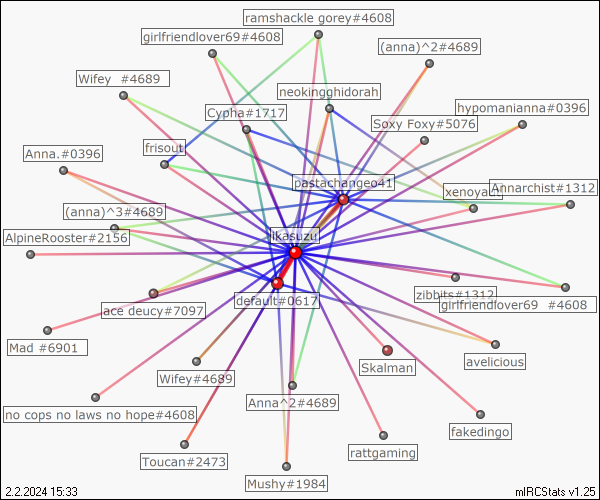 ramshackle gorey#4608
girlfriendlover69#4608
(anna)^2#4689
Wifey  #4689
neokingghidorah
hypomanianna#0396
Cypha#1717
Soxy Foxy#5076
frisout
Anna.#0396
pastachangeo41
Annarchist#1312
(anna)^3#4689
AlpineRooster#2156
likasuzu
zibbits#1312
default#0617
girlfriendlover69  #4608
ace deucy#7097
Mad  #6901
avelicious
Skalman
Wifey#4689
Anna^2#4689
no cops no laws no hope#4608
fakedingo
rattgaming
Toucan#2473
Mushy#1984
2.2.2024 15:33
mIRCStats v1.25